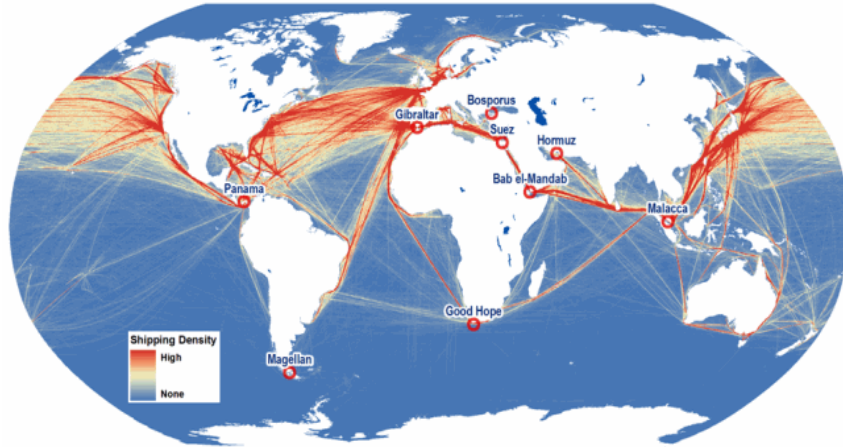 Bosporus
Gibraltar
Suez
Hormuz
Bab el-Mandab
Panama
Malacca
Good Hope
Shipping Density
High
None
Magellan